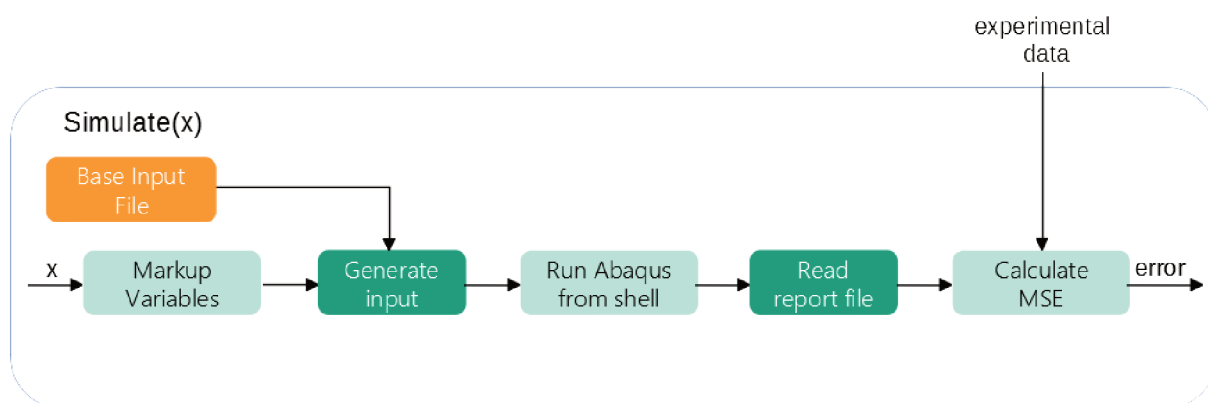 experimental
data
Simulate(x)
Base Input
File
x
Markup
Variables
Generate
input
Run Abaqus
from shell
Read
report file
Calculate
MSE
error